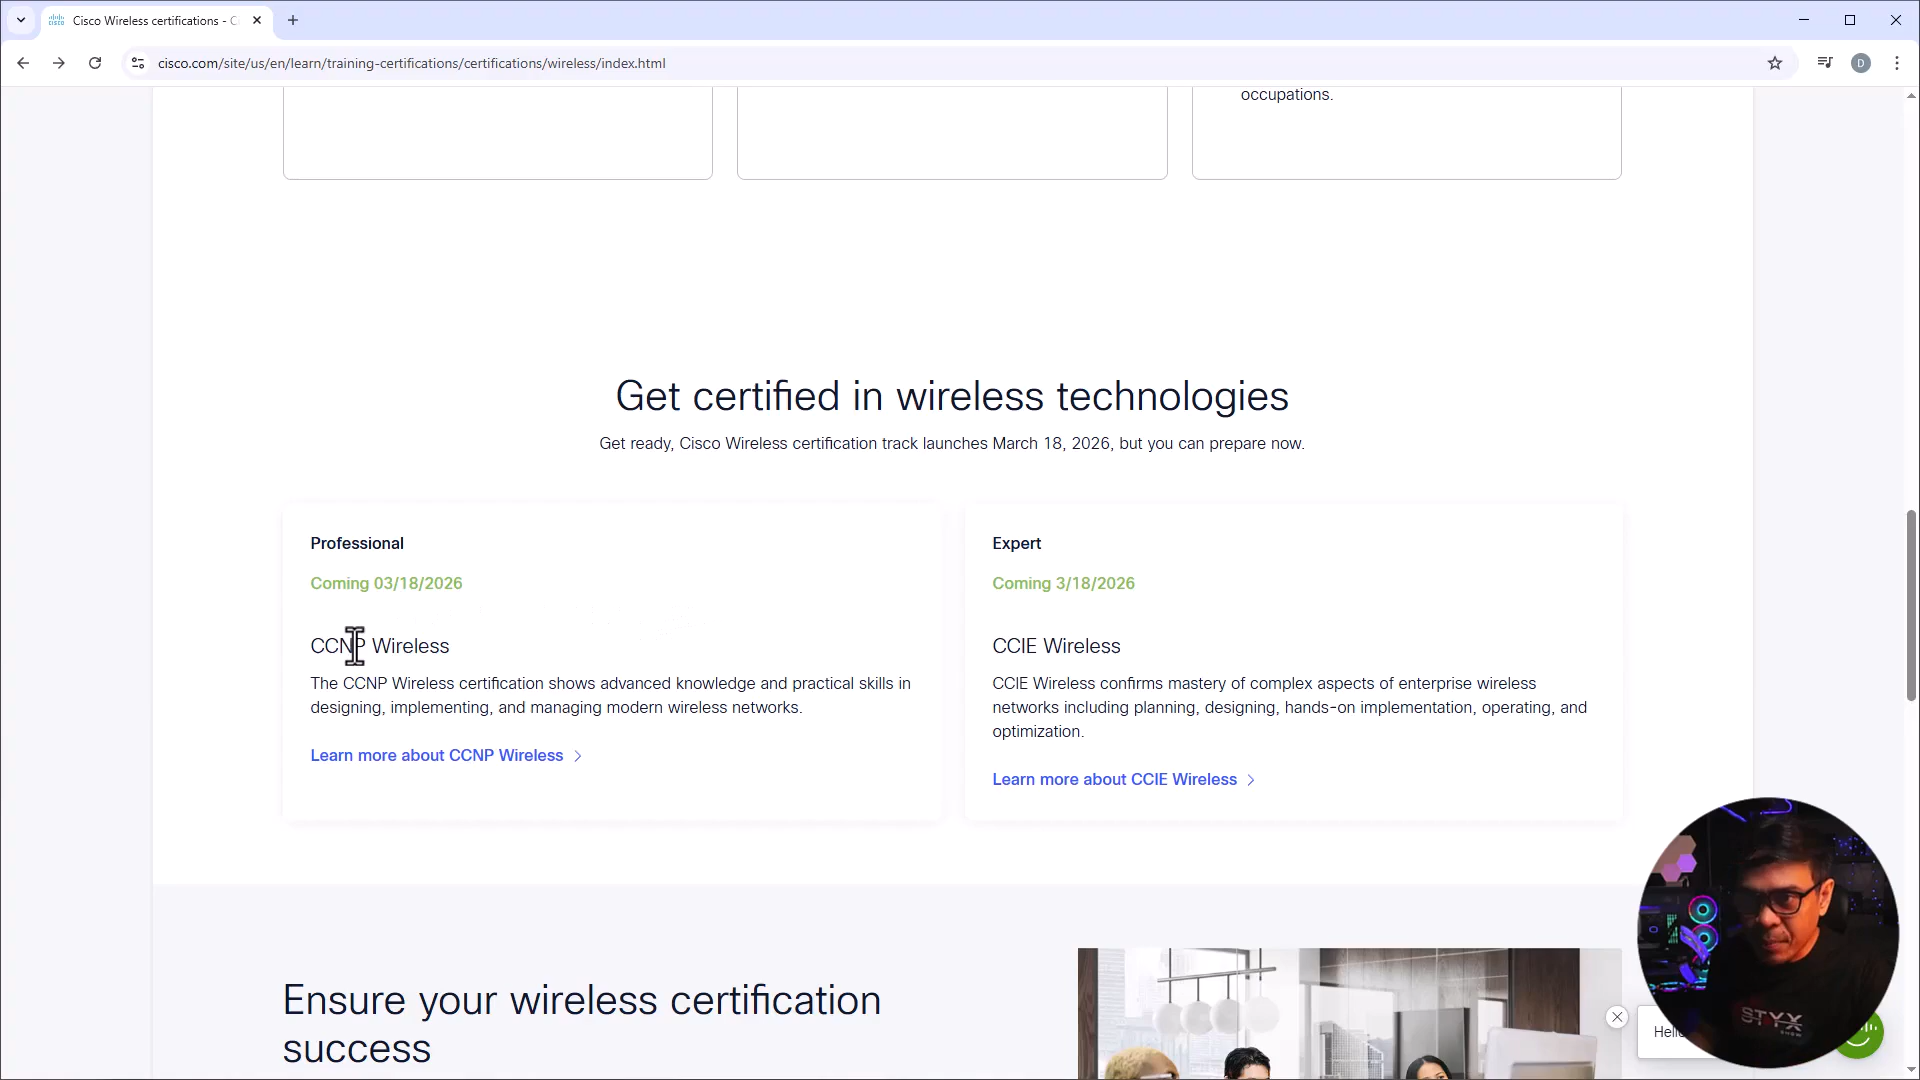 Cisco Wireless certifications - C
cisco.com/site/us/en/learn/training-certifications/certifications/wireless/index.html
D
occupations.
Get certified in wireless technologies
Get ready, Cisco Wireless certification track launches March 18, 2026, but you can prepare now.
Professional
Coming 03/18/2026
CCNP Wireless
The CCNP Wireless certification shows advanced knowledge and practical skills in
designing, implementing, and managing modern wireless networks.
Learn more about CCNP Wireless
Expert
Coming 3/18/2026
CCIE Wireless
CCIE Wireless confirms mastery of complex aspects of enterprise wireless
networks including planning, designing, hands-on implementation, operating, and
optimization.
Learn more about CCIE Wireless
Ensure your wireless certification
success
STYX